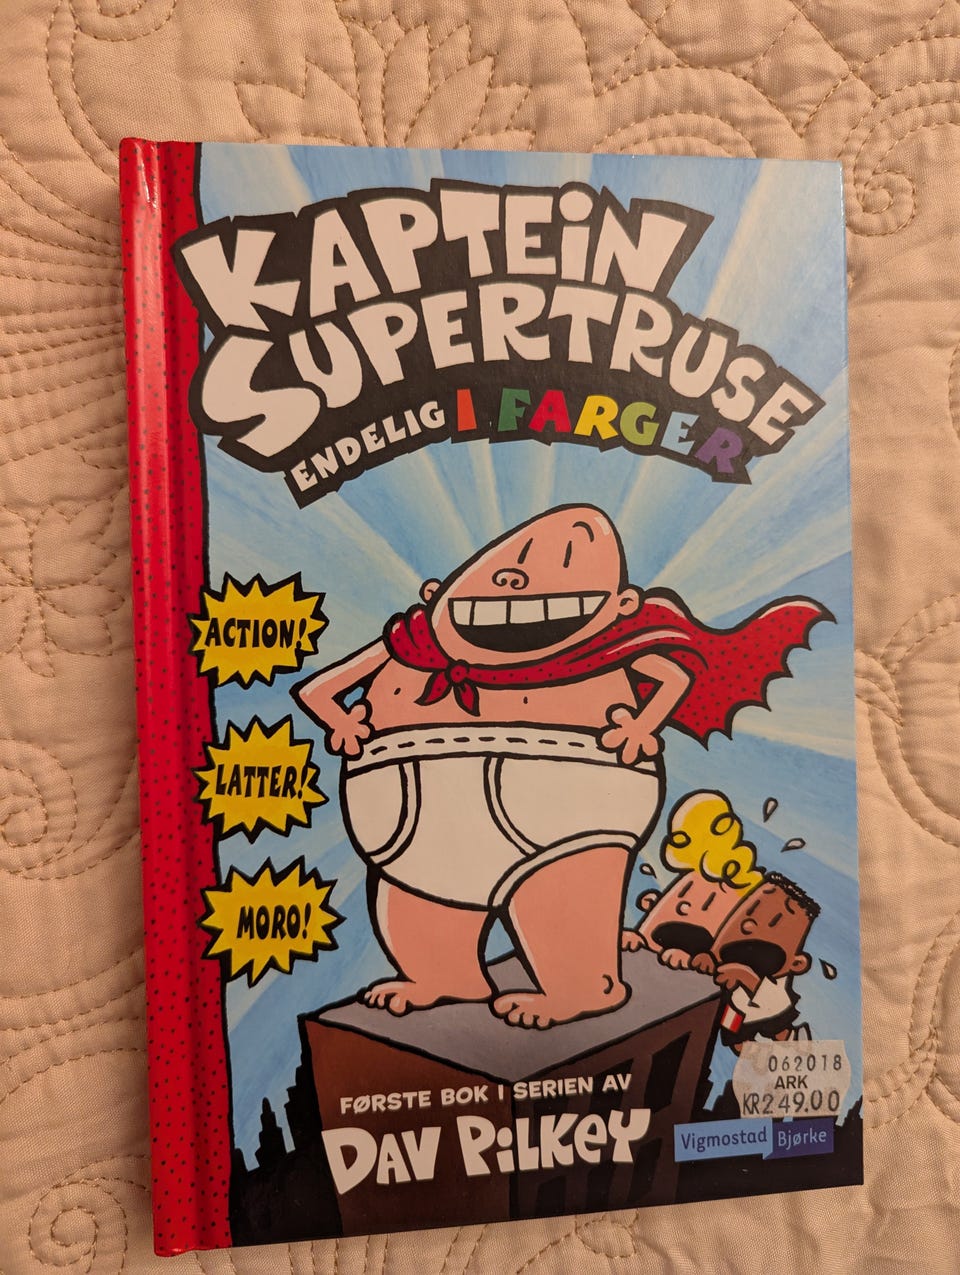 KAPTEiN
SUPERTRUSE
ENDELIG I FARGER
ACTION!
LATTER!
MORO!
FØRSTE BOK I SERIEN AV
DAV PiLKEY
062018
ARK
KR249.00
Vigmostad Bjørke